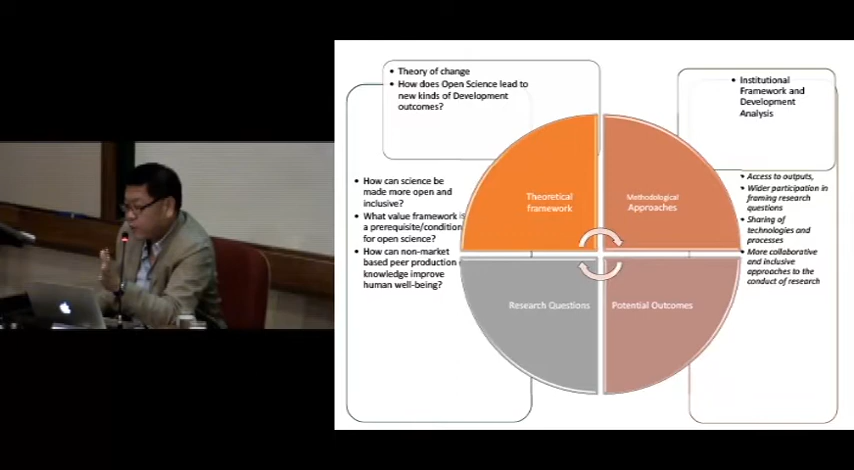 • Theory of change
• How does Open Science lead to
new kinds of Development
outcomes?
• Institutional
Framework and
Development
Analysis
• How can science be
made more open and
inclusive?
• What value framework is
a prerequisite/condition
for open science?
• How can non-market
based peer production
knowledge improve
human well-being?
Theoretical
framework
Methodological
Approaches
• Access to outputs,
• Wider participation in
framing research
questions
• Sharing of
technologies and
processes
• More collaborative
and inclusive
approaches to the
conduct of research
Research Questions
Potential Outcomes